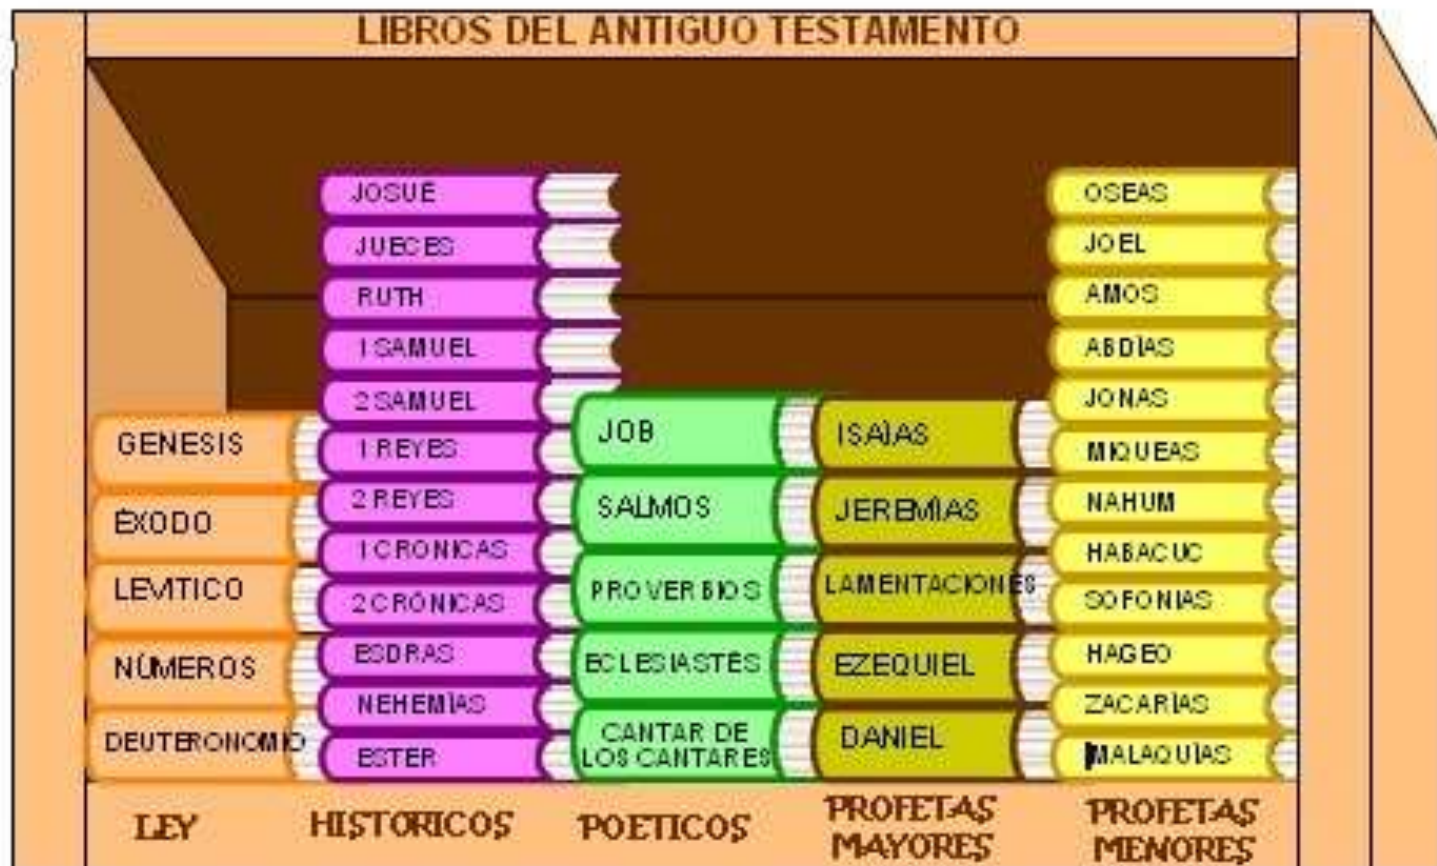 LIBROS DEL ANTIGUO TESTAMENTO
GENESIS
ÉXODO
LEVÍTICO
NÚMEROS
DEUTERONOMIO
LEY
JOSUÉ
JUECES
RUTH
1 SAMUEL
2 SAMUEL
1 REYES
2 REYES
1 CRONICAS
2 CRÓNICAS
ESDRAS
NEHEMÍAS
ESTER
HISTORICOS
JOB
SALMOS
PROVERBIOS
ECLESIASTÉS
CANTAR DE
LOS CANTARES
POETICOS
ISAÍAS
JEREMÍAS
LAMENTACIONES
EZEQUIEL
DANIEL
PROFETAS
MAYORES
OSEAS
JOEL
AMOS
ABDÍAS
JONAS
MIQUEAS
NAHUM
HABACUC
SOFONIAS
HAGEO
ZACARÍAS
MALAQUÍAS
PROFETAS
MENORES